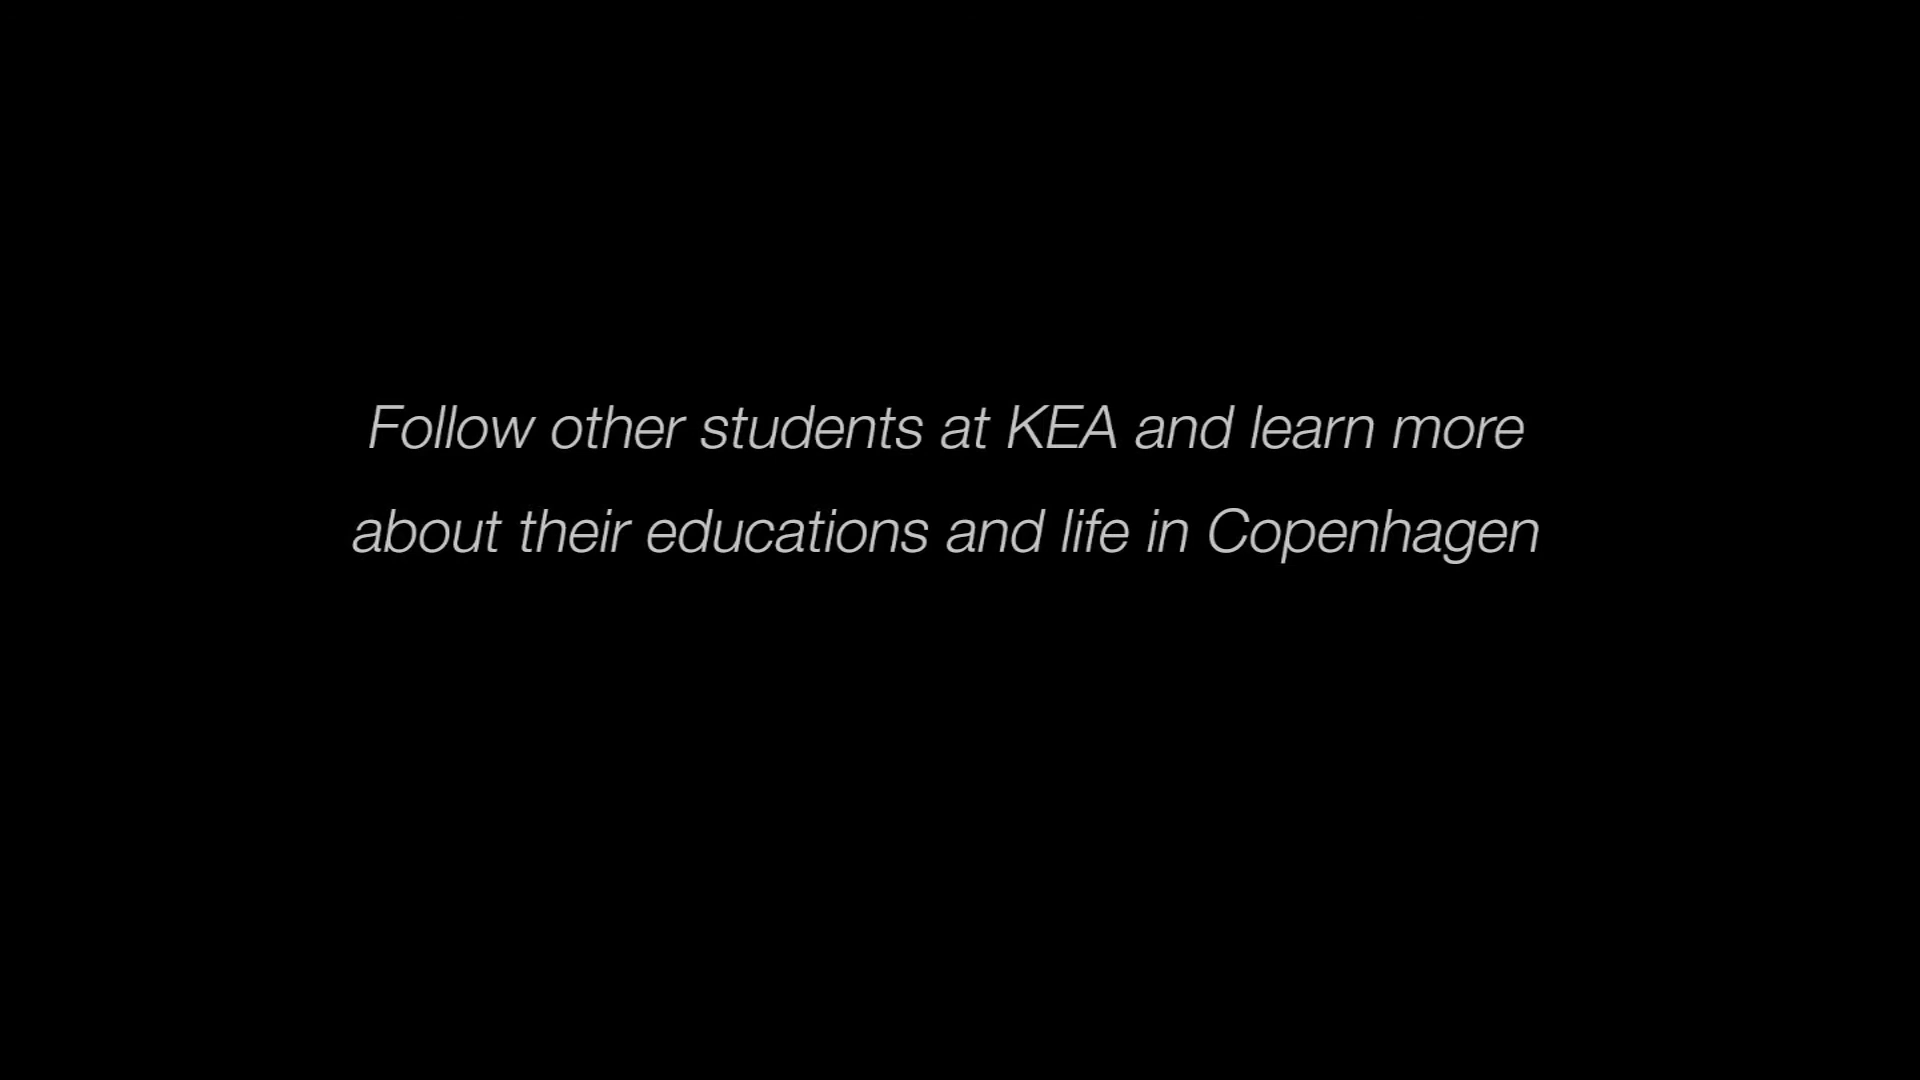 Follow other students at KEA and learn more
about their educations and life in Copenhagen